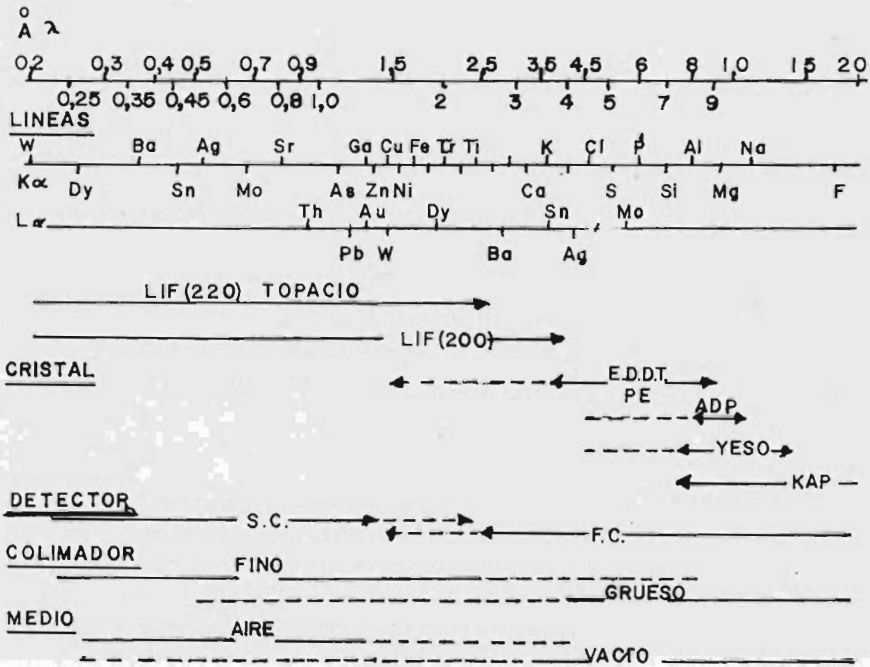 o
A λ
0,2 0,3 0,4 0,5 0,7 0,9 1,5 2,5 3,5 4,5 6 8 1,0 15 20
0,25 0,35 0,45 0,6 0,8 1,0 2 3 4 5 7 9
LINEAS
W Ba Ag Sr Ga Cu Fe Cr Ti K Cl P Al Na
Kα Dy Sn Mo As Zn Ni Ca S Si Mg F
Th Au Dy Sn Mo
Lα
Pb W Ba Ag
LIF(220) TOPACIO
LIF(200)
CRISTAL
E.D.D.T.
PE
ADP
YESO
KAP
DETECTOR
S.C.
F.C.
COLIMADOR
FINO
GRUESO
MEDIO
AIRE
VACIO